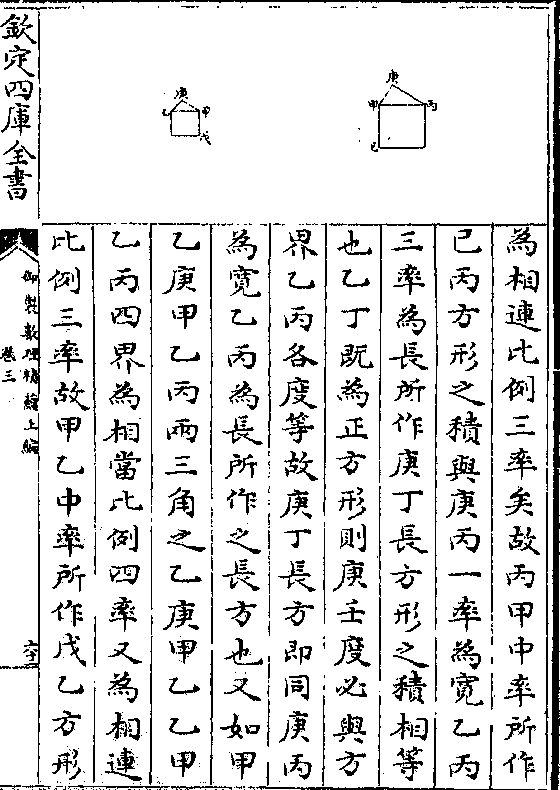 為相連比例三率矣故丙甲中率所作
己丙方形之積與庚丙一率為寬乙丙
三率為長所作庚丁長方形之積相等
也乙丁既為正方形則庚壬度必與方
界乙丙各度等故庚丁長方即同庚丙
為寬乙丙為長所作之長方也又如甲
乙庚甲乙丙兩三角之乙庚甲乙乙甲
乙丙四界為相當比例四率又為相連
比例三率故甲乙中率所作戊乙方形
庚
甲
丙
己
庚
乙
甲
戊
欽定四庫全書
御製數理精蘊上編
卷三